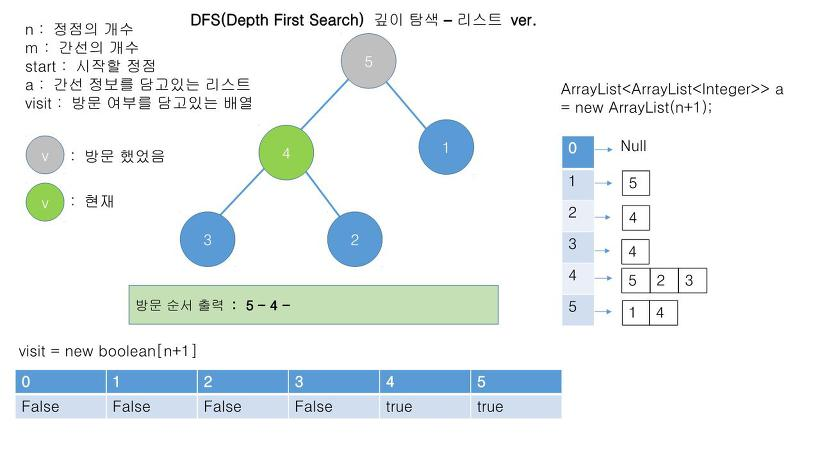 DFS(Depth First Search) 깊이 탐색 – 리스트 ver.
n : 정점의 개수
m : 간선의 개수
start : 시작할 정점
a : 간선 정보를 담고있는 리스트
visit : 방문 여부를 담고있는 배열
v : 방문 했었음
v : 현재
5
4
1
3
2
방문 순서 출력 : 5 – 4 –
ArrayList<ArrayList<Integer>> a
= new ArrayList(n+1);
0 Null
1 5
2 4
3 4
4 5 2 3
5 1 4
visit = new boolean[n+1]
0 1 2 3 4 5
False False False False true true